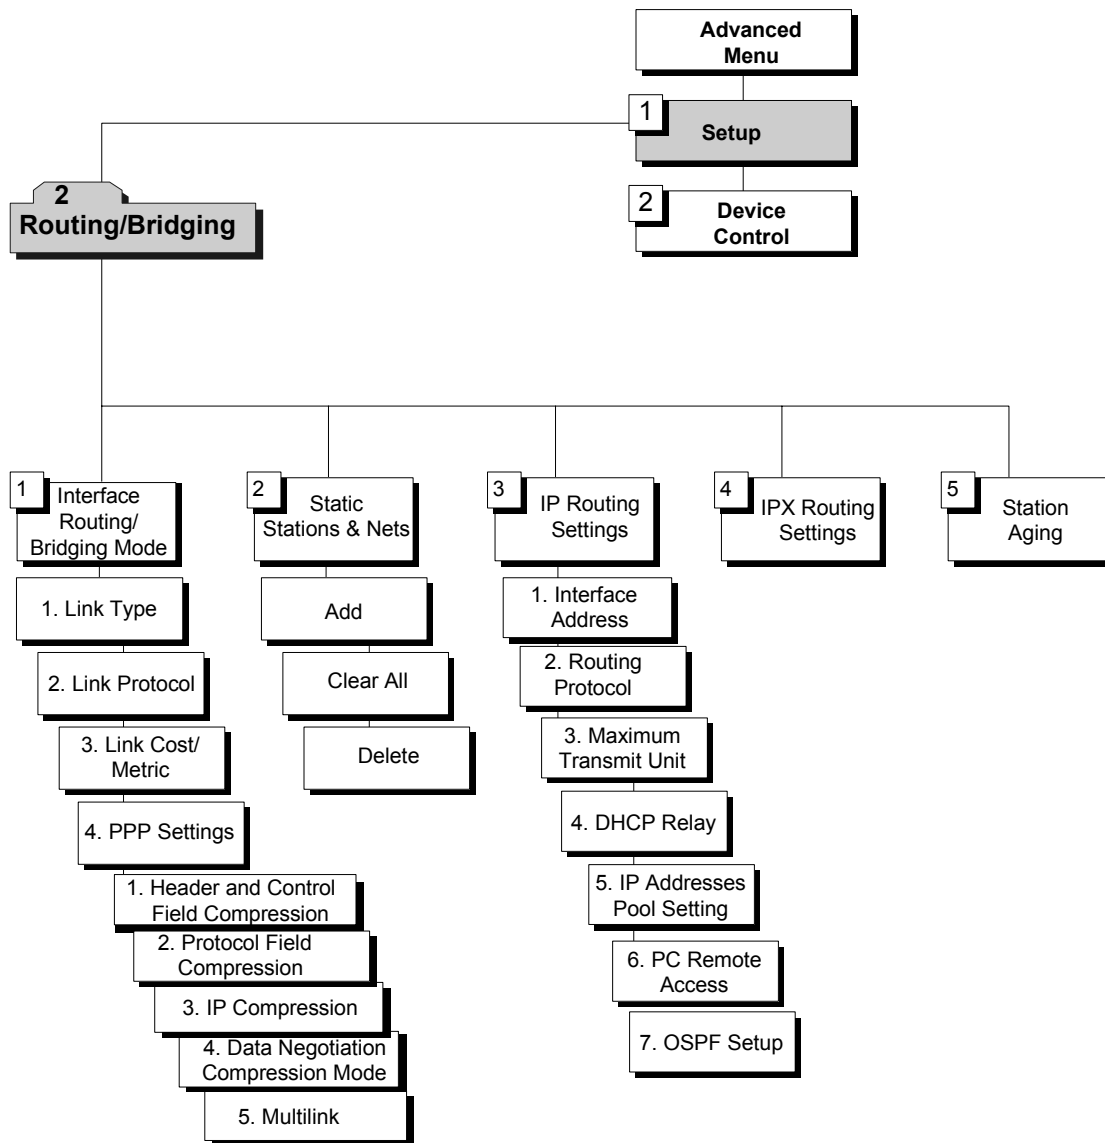 Advanced
Menu
1
Setup
2
Device
Control
2
Routing/Bridging
1
Interface
Routing/
Bridging Mode
1. Link Type
2. Link Protocol
3. Link Cost/
Metric
4. PPP Settings
1. Header and Control
Field Compression
2. Protocol Field
Compression
3. IP Compression
4. Data Negotiation
Compression Mode
5. Multilink
2
Static
Stations & Nets
Add
Clear All
Delete
3
IP Routing
Settings
1. Interface
Address
2. Routing
Protocol
3. Maximum
Transmit Unit
4. DHCP Relay
5. IP Addresses
Pool Setting
6. PC Remote
Access
7. OSPF Setup
4
IPX Routing
Settings
5
Station
Aging